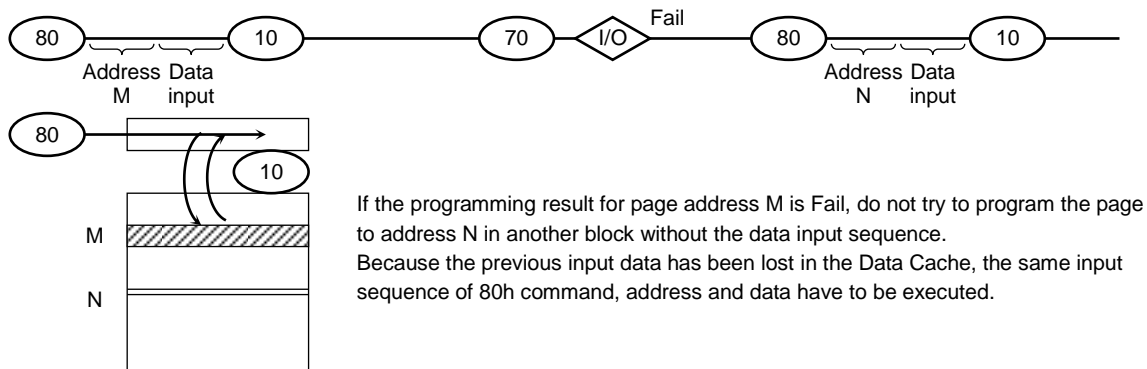 Fail
80 10 70 I/O 80 10
Address Data Address Data
M input N input
80
10
M
N
If the programming result for page address M is Fail, do not try to program the page
to address N in another block without the data input sequence.
Because the previous input data has been lost in the Data Cache, the same input
sequence of 80h command, address and data have to be executed.